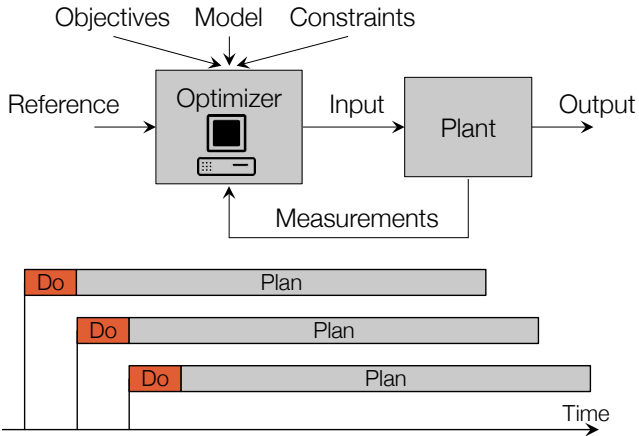 Objectives Model Constraints
Reference Optimizer Input Plant Output
Measurements
Do Plan
Do Plan
Do Plan
Time